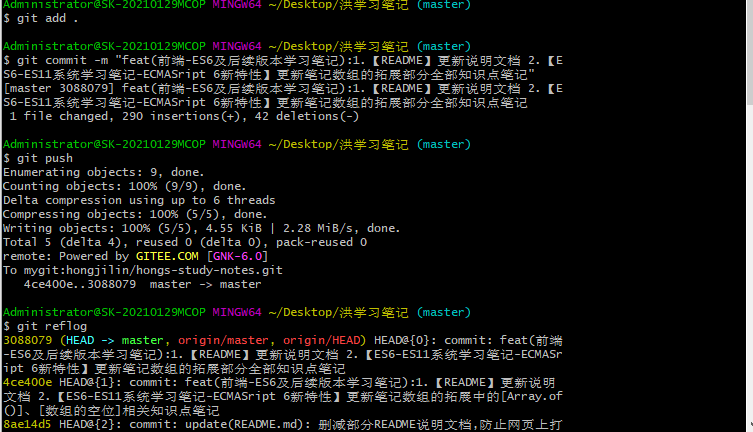 Administrator@SK-20210129MCOP MINGW64 ~/Desktop/洪学习笔记 (master)
$ git add .
Administrator@SK-20210129MCOP MINGW64 ~/Desktop/洪学习笔记 (master)
$ git commit -m "feat(前端-ES6及后续版本学习笔记):1.【README】更新说明文档 2.【E
S6-ES11系统学习笔记-ECMASript 6新特性】更新笔记数组的拓展部分全部知识点笔记"
[master 3088079] feat(前端-ES6及后续版本学习笔记):1.【README】更新说明文档 2.【E
S6-ES11系统学习笔记-ECMASript 6新特性】更新笔记数组的拓展部分全部知识点笔记
 1 file changed, 290 insertions(+), 42 deletions(-)
Administrator@SK-20210129MCOP MINGW64 ~/Desktop/洪学习笔记 (master)
$ git push
Enumerating objects: 9, done.
Counting objects: 100% (9/9), done.
Delta compression using up to 6 threads
Compressing objects: 100% (5/5), done.
Writing objects: 100% (5/5), 4.55 KiB | 2.28 MiB/s, done.
Total 5 (delta 4), reused 0 (delta 0), pack-reused 0
remote: Powered by GITEE.COM [GNK-6.0]
To mygit:hongjilin/hongs-study-notes.git
   4ce400e..3088079  master -> master
Administrator@SK-20210129MCOP MINGW64 ~/Desktop/洪学习笔记 (master)
$ git reflog
3088079 (HEAD -> master, origin/master, origin/HEAD) HEAD@{0}: commit: feat(前端
-ES6及后续版本学习笔记):1.【README】更新说明文档 2.【ES6-ES11系统学习笔记-ECMASr
ipt 6新特性】更新笔记数组的拓展部分全部知识点笔记
4ce400e HEAD@{1}: commit: feat(前端-ES6及后续版本学习笔记):1.【README】更新说明
文档 2.【ES6-ES11系统学习笔记-ECMASript 6新特性】更新笔记数组的拓展中的[Array.of
()]、[数组的空位]相关知识点笔记
8ae14d5 HEAD@{2}: commit: update(README.md): 删减部分README说明文档,防止网页上打